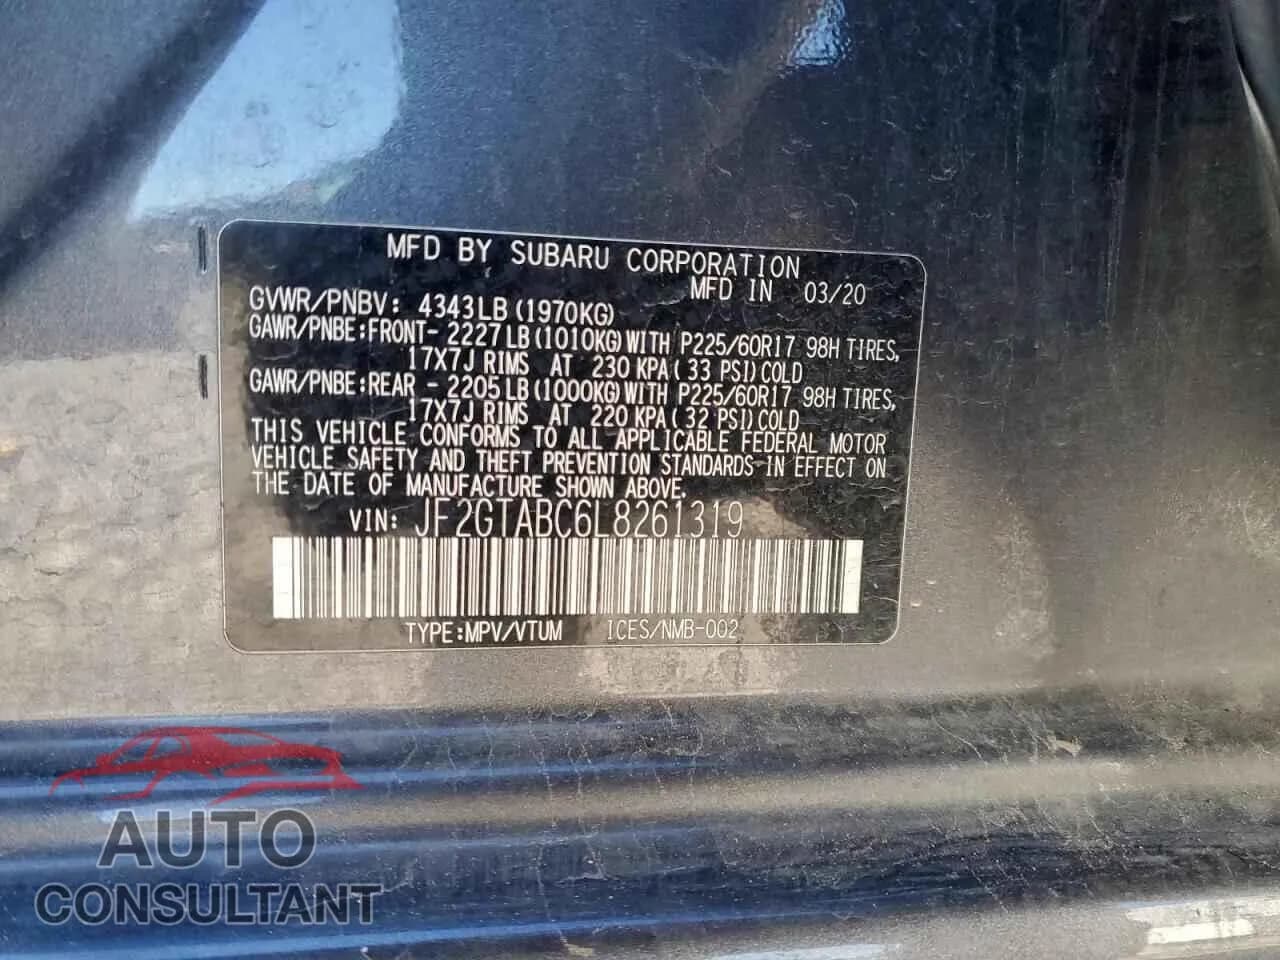 MFD BY SUBARU CORPORATION
MFD IN 03/20
GVWR/PNBV: 4343LB(1970KG)
GAWR/PNBE:FRONT- 2227LB(1010KG)WITH P225/60R17 98H TIRES,
17X7J RIMS AT 230 KPA( 33 PSI)COLD
GAWR/PNBE:REAR - 2205LB(1000KG)WITH P225/60R17 98H TIRES,
17X7J RIMS AT 220 KPA( 32 PSI)COLD
THIS VEHICLE CONFORMS TO ALL APPLICABLE FEDERAL MOTOR
VEHICLE SAFETY AND THEFT PREVENTION STANDARDS IN EFFECT ON
THE DATE OF MANUFACTURE SHOWN ABOVE.
VIN: JF2GTABC6L8261319
TYPE:MPV/VTUM ICES/NMB-002
AUTO
CONSULTANT